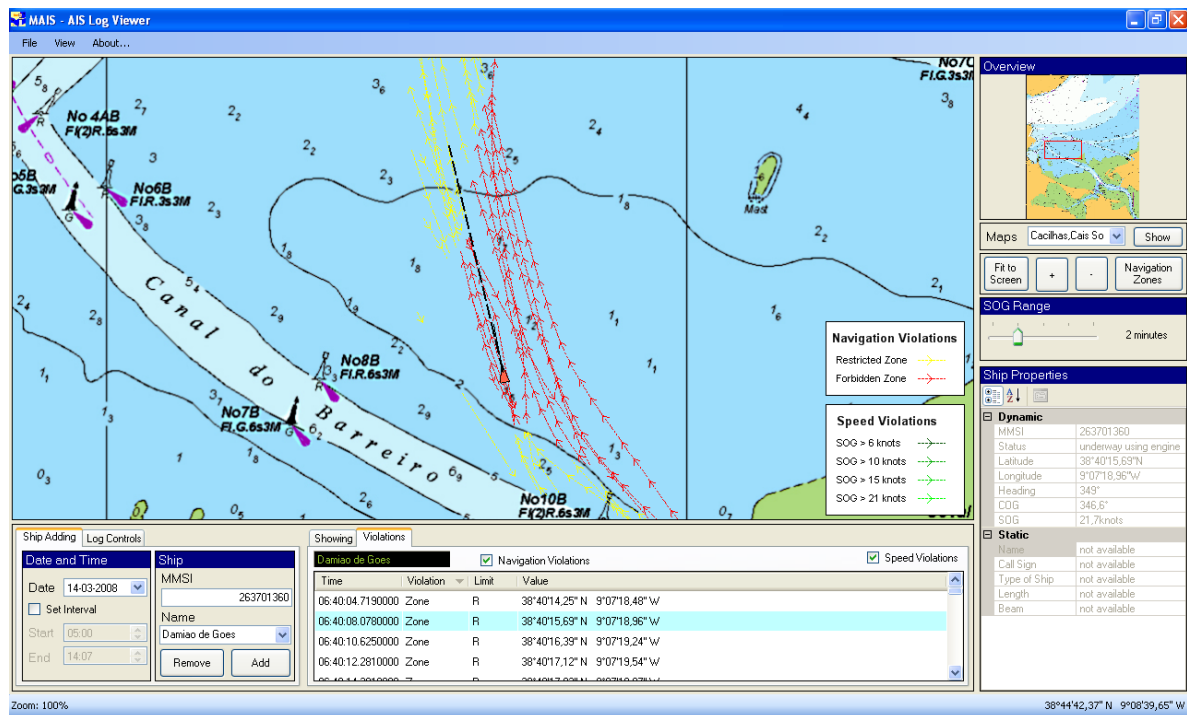 MAIS - AIS Log Viewer
File View About...
No 4AB
Fl(2)R.6s3M
No6B
Fl.R.3s3M
G.3s3M
No7C
Fl.G.3s3M
Mast
Canal do Barreiro
No8B
Fl.R.6s3M
No7B
Fl.G.6s3M
No10B
Fl(2)R.6s3M
Navigation Violations
Restricted Zone
Forbidden Zone
Speed Violations
SOG > 6 knots
SOG > 10 knots
SOG > 15 knots
SOG > 21 knots
Overview
Maps Cacilhas,Cais So Show
Fit to Screen + - Navigation Zones
SOG Range
2 minutes
Ship Properties
Dynamic
MMSI 263701360
Status underway using engine
Latitude 38°40'15,69"N
Longitude 9°07'18,96"W
Heading 349°
COG 346,6°
SOG 21,7knots
Static
Name not available
Call Sign not available
Type of Ship not available
Length not available
Beam not available
Ship Adding Log Controls
Date and Time
Date 14-03-2008
Set Interval
Start 05:00
End 14:07
Ship
MMSI
263701360
Name
Damiao de Goes
Remove Add
Showing Violations
Damiao de Goes Navigation Violations Speed Violations
Time Violation Limit Value
06:40:04.7190000 Zone R 38°40'14,25" N 9°07'18,48" W
06:40:08.0780000 Zone R 38°40'15,69" N 9°07'18,96" W
06:40:10.6250000 Zone R 38°40'16,39" N 9°07'19,24" W
06:40:12.2810000 Zone R 38°40'17,12" N 9°07'19,54" W
Zoom: 100% 38°44'42,37" N 9°08'39,65" W